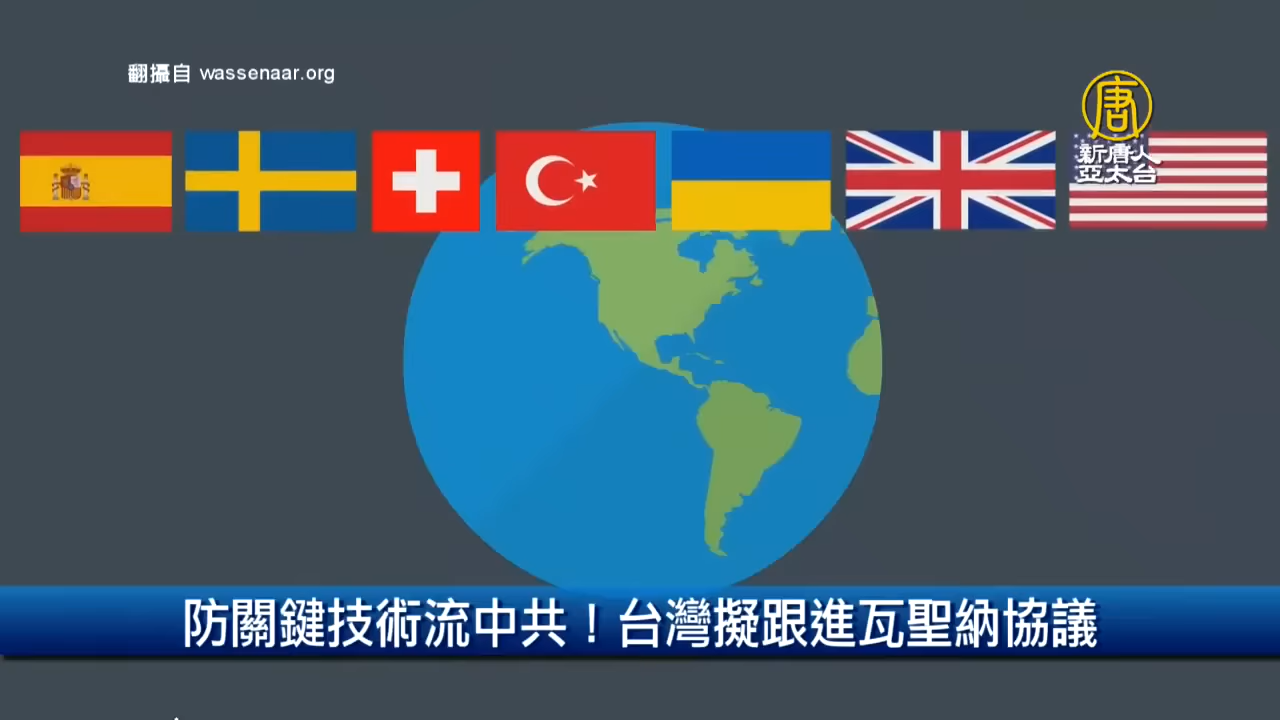 翻攝自 wassenaar.org
唐
新唐人
亞太台
防關鍵技術流中共！台灣擬跟進瓦聖納協議